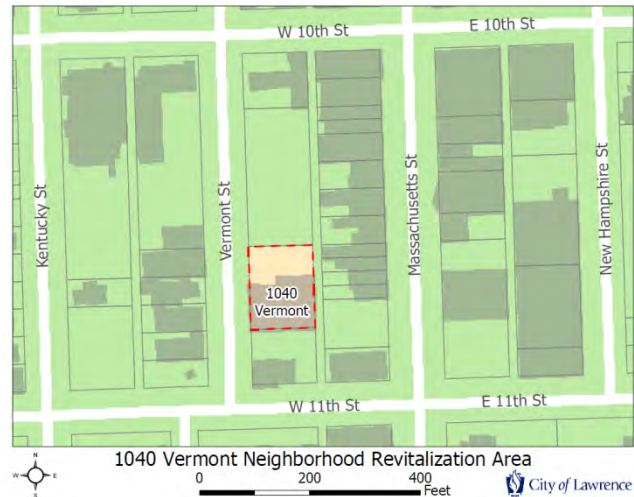 W 10th St
E 10th St
Kentucky St
Vermont St
Massachusetts St
New Hampshire St
1040
Vermont
W 11th St
E 11th St
1040 Vermont Neighborhood Revitalization Area
N
W
E
S
0
200
400
Feet
City of Lawrence